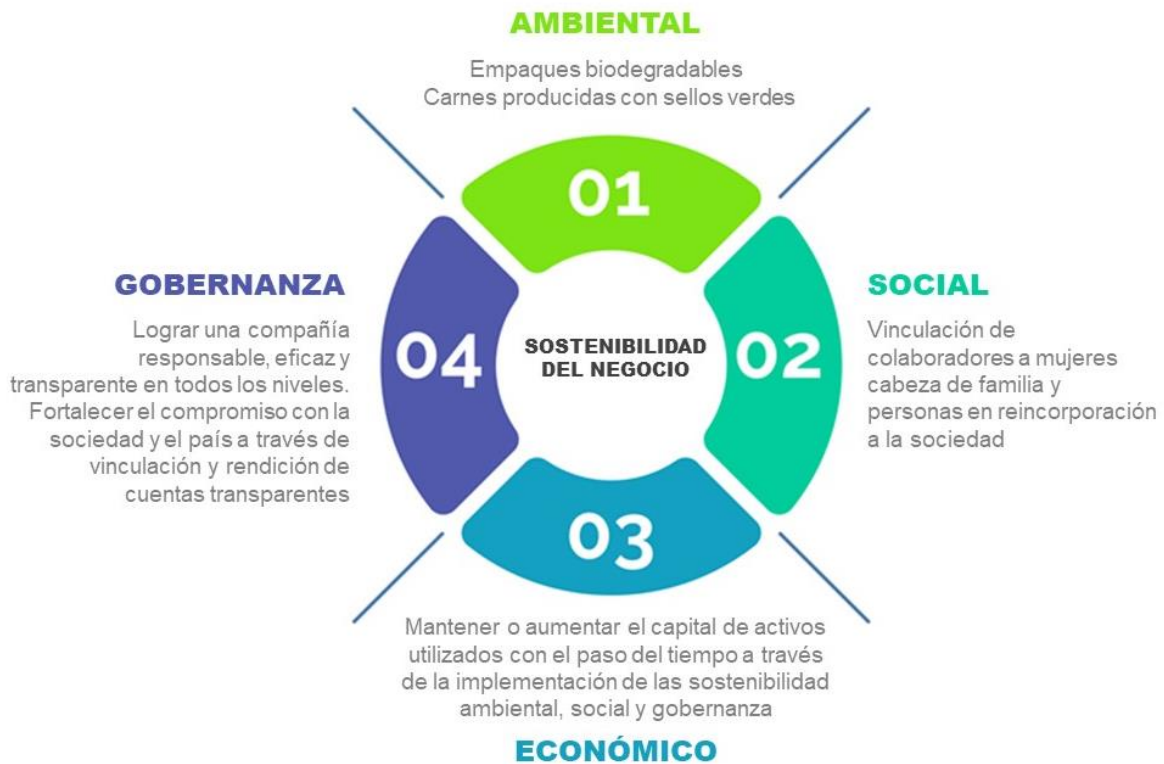 AMBIENTAL
Empaques biodegradables
Carnes producidas con sellos verdes
01
GOBERNANZA
Lograr una compañía
responsable, eficaz y
transparente en todos los niveles.
Fortalecer el compromiso con la
sociedad y el país a través de
vinculación y rendición de
cuentas transparentes
04
SOSTENIBILIDAD
DEL NEGOCIO
02
SOCIAL
Vinculación de
colaboradores a mujeres
cabeza de familia y
personas en reincorporación
a la sociedad
03
Mantener o aumentar el capital de activos
utilizados con el paso del tiempo a través
de la implementación de las sostenibilidad
ambiental, social y gobernanza
ECONÓMICO